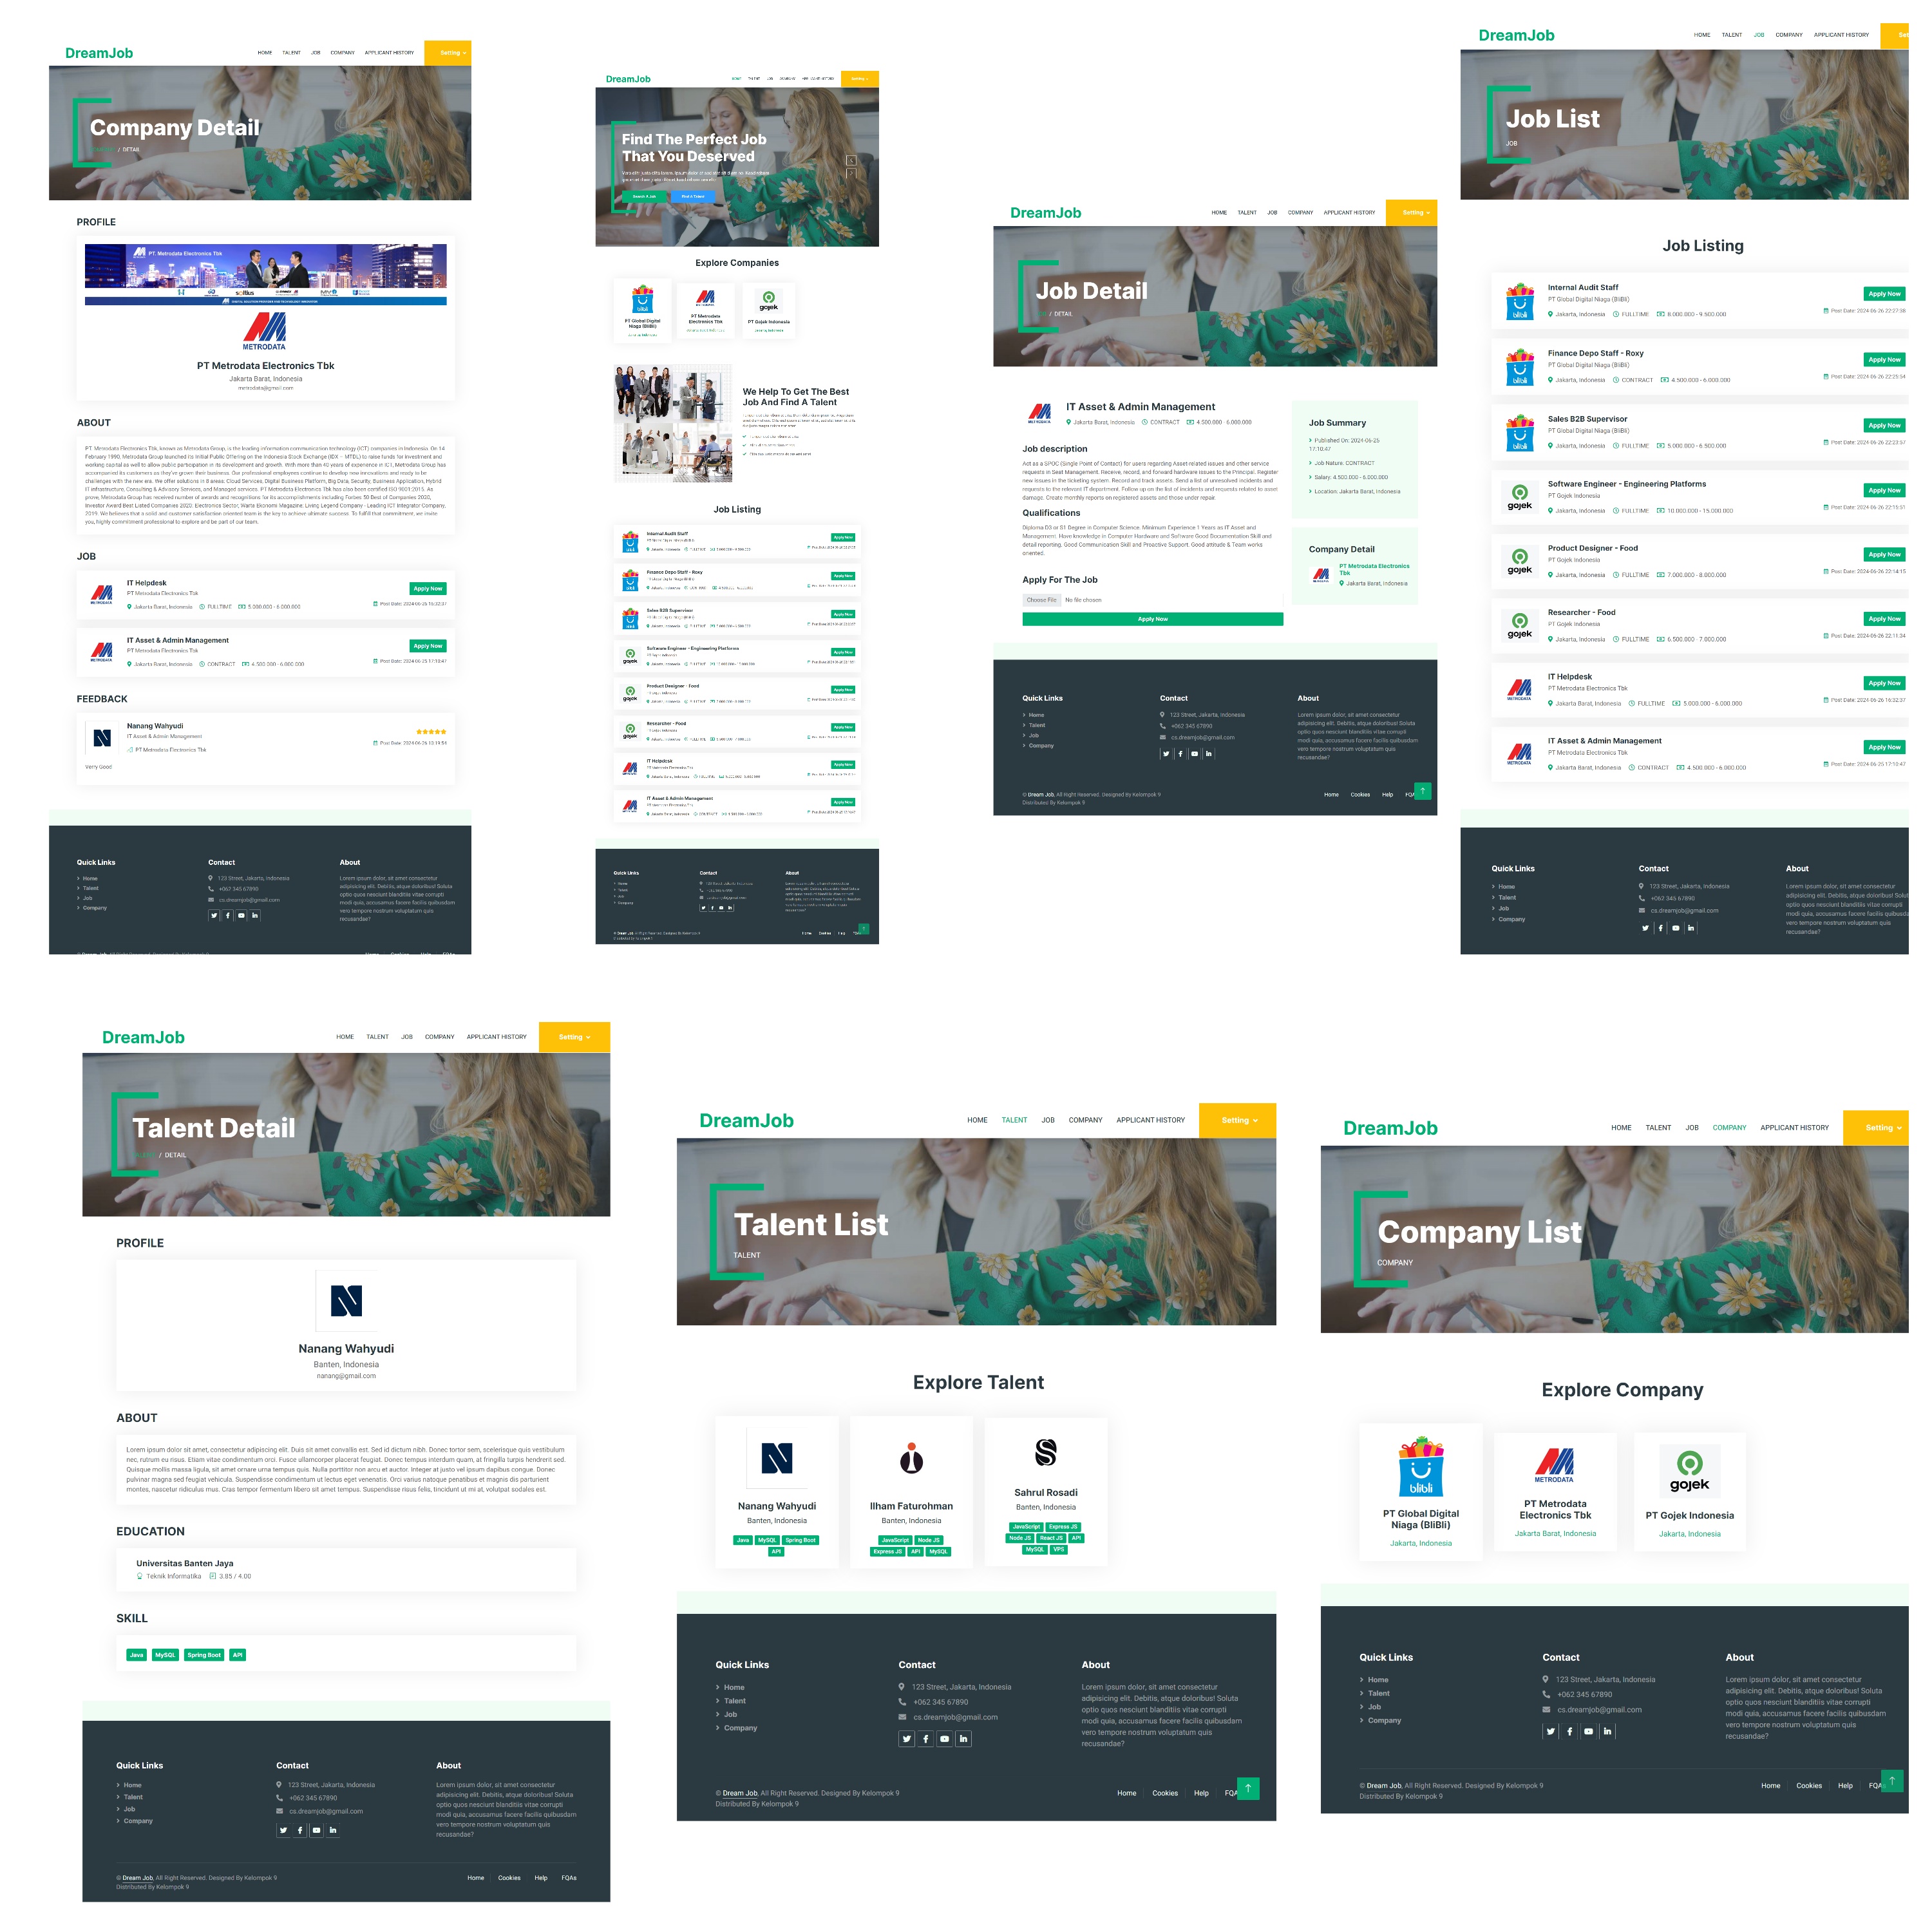 DreamJob
HOME TALENT JOB COMPANY APPLICANT HISTORY Setting
Company Detail
/ DETAIL
PROFILE
PT. Metrodata Electronics Tbk
METRODATA
PT Metrodata Electronics Tbk
Jakarta Barat, Indonesia
metrodata@gmail.com
ABOUT
PT. Metrodata Electronics Tbk, known as Metrodata Group, is the leading information communication technology (ICT) companies in Indonesia. On 14
February 1990, Metrodata Group launched its Initial Public Offering on the Indonesia Stock Exchange (IDX - MTDL) to raise funds for investment and
working capital as well to allow public participation in its development and growth. With more than 40 years of experience in ICT, Metrodata Group has
accompanied its customers as they've grown their business. Our professional employees continue to develop new innovations and ready to be
challenges with the new era. We offer solutions in 8 areas: Cloud Services, Digital Business Platform, Big Data, Security, Business Application, Hybrid
IT Infrastructure, Consulting & Advisory Services, and Managed services. PT Metrodata Electronics Tbk has also been certified ISO 9001:2015. As
prove, Metrodata Group has received number of awards and recognitions for its accomplishments including Forbes: 50 Best of Companies 2020,
Investor Award Best Listed Companies 2020: Electronics Sector, Warta Ekonomi Magazine: Living Legend Company - Leading ICT Integrator Company,
2019. We believes that a solid and customer satisfaction oriented team is the key to achieve ultimate success. To fulfill that commitment, we invite
you, highly commitment professional to explore and be part of our team.
JOB
IT Helpdesk
PT Metrodata Electronics Tbk
Jakarta Barat, Indonesia FULLTIME 5.000.000 - 6.000.000
Apply Now
Post Date: 2024-06-26 16:32:37
IT Asset & Admin Management
PT Metrodata Electronics Tbk
Jakarta Barat, Indonesia CONTRACT 4.500.000 - 6.000.000
Apply Now
Post Date: 2024-06-25 17:10:47
FEEDBACK
Nanang Wahyudi
IT Asset & Admin Management
PT Metrodata Electronics Tbk
Verry Good
Quick Links
Home
Talent
Job
Company
Contact
123 Street, Jakarta, Indonesia
+062 345 67890
cs.dreamjob@gmail.com
About
Lorem ipsum dolor, sit amet consectetur
adipisicing elit. Debitis, atque doloribus! Soluta
optio quos nesciunt blanditiis vitae corrupti
modi quia, accusamus facere facilis quibusdam
vero tempore nostrum voluptatum quis
recusandae?
DreamJob
HOME
Setting
Find The Perfect Job
That You Deserved
Search A Job Find A Talent
Explore Companies
blibli
PT Global Digital
Niaga (BliBli)
PT Metrodata
Electronics Tbk
gojek
PT Gojek Indonesia
We Help To Get The Best
Job And Find A Talent
Job Listing
Internal Audit Staff
Apply Now
Finance Depo Staff - Roxy
Apply Now
Sales B2B Supervisor
Apply Now
Software Engineer - Engineering Platforms
Apply Now
Product Designer - Food
Apply Now
Researcher - Food
Apply Now
IT Helpdesk
Apply Now
IT Asset & Admin Management
Apply Now
Quick Links
Home
Talent
Job
Company
Contact
About
Home Cookies Help
DreamJob
HOME TALENT JOB COMPANY APPLICANT HISTORY Setting
Job Detail
/ DETAIL
IT Asset & Admin Management
Jakarta Barat, Indonesia CONTRACT 4.500.000 - 6.000.000
Job description
Act as a SPOC (Single Point of Contact) for users regarding Asset related issues and other service
requests in Seat Management. Receive, record, and forward hardware issues to the Principal. Register
new issues in the ticketing system. Record and track assets. Send a list of unresolved incidents and
requests to the relevant IT department. Follow up on the list of incidents and requests related to asset
damage. Create monthly reports on registered assets and those under repair.
Qualifications
Diploma D3 or S1 Degree in Computer Science. Minimum Experience 1 Years as IT Asset and
Management. Have knowledge in Computer Hardware and Software Good Documentation Skill and
detail reporting. Good Communication Skill and Proactive Support. Good attitude & Team works
oriented.
Apply For The Job
Choose File No file chosen
Apply Now
Job Summary
Published On: 2024-06-25
17:10:47
Job Nature: CONTRACT
Salary: 4.500.000 - 6.000.000
Location: Jakarta Barat, Indonesia
Company Detail
PT Metrodata Electronics
Tbk
Jakarta Barat, Indonesia
Quick Links
Home
Talent
Job
Company
Contact
123 Street, Jakarta, Indonesia
+062 345 67890
cs.dreamjob@gmail.com
About
Lorem ipsum dolor, sit amet consectetur
adipisicing elit. Debitis, atque doloribus! Soluta
optio quos nesciunt blanditiis vitae corrupti
modi quia, accusamus facere facilis quibusdam
vero tempore nostrum voluptatum quis
recusandae?
© Dream Job, All Right Reserved. Designed By Kelompok 9
Distributed By Kelompok 9
Home Cookies Help
DreamJob
HOME TALENT JOB COMPANY APPLICANT HISTORY
Job List
JOB
Job Listing
blibli
Internal Audit Staff
PT Global Digital Niaga (BliBli)
Jakarta, Indonesia FULLTIME 8.000.000 - 9.500.000
Apply Now
Post Date: 2024-06-26 22:27:58
blibli
Finance Depo Staff - Roxy
PT Global Digital Niaga (BliBli)
Jakarta, Indonesia CONTRACT 4.500.000 - 6.000.000
Apply Now
Post Date: 2024-06-26 22:25:54
blibli
Sales B2B Supervisor
PT Global Digital Niaga (BliBli)
Jakarta, Indonesia FULLTIME 5.000.000 - 6.500.000
Apply Now
Post Date: 2024-06-26 22:23:57
gojek
Software Engineer - Engineering Platforms
PT Gojek Indonesia
Jakarta, Indonesia FULLTIME 10.000.000 - 15.000.000
Apply Now
Post Date: 2024-06-26 22:15:51
gojek
Product Designer - Food
PT Gojek Indonesia
Jakarta, Indonesia FULLTIME 7.000.000 - 8.000.000
Apply Now
Post Date: 2024-06-26 22:14:15
gojek
Researcher - Food
PT Gojek Indonesia
Jakarta, Indonesia FULLTIME 6.500.000 - 7.000.000
Apply Now
Post Date: 2024-06-26 22:11:34
METRODATA
IT Helpdesk
PT Metrodata Electronics Tbk
Jakarta Barat, Indonesia FULLTIME 5.000.000 - 6.000.000
Apply Now
Post Date: 2024-06-26 16:32:37
METRODATA
IT Asset & Admin Management
PT Metrodata Electronics Tbk
Jakarta Barat, Indonesia CONTRACT 4.500.000 - 6.000.000
Apply Now
Post Date: 2024-06-25 17:10:47
Quick Links
Home
Talent
Job
Company
Contact
123 Street, Jakarta, Indonesia
+062 345 67890
cs.dreamjob@gmail.com
About
Lorem ipsum dolor, sit amet consectetur
adipisicing elit. Debitis, atque doloribus!
optio quos nesciunt blanditiis vitae corrupti
modi quia, accusamus facere facilis
vero tempore nostrum voluptatum quis
recusandae?
DreamJob
HOME TALENT JOB COMPANY APPLICANT HISTORY Setting
Talent Detail
/ DETAIL
PROFILE
Nanang Wahyudi
Banten, Indonesia
nanang@gmail.com
ABOUT
Lorem ipsum dolor sit amet, consectetur adipiscing elit. Duis sit amet convallis est. Sed id dictum nibh. Donec tortor sem, scelerisque quis vestibulum
nec, rutrum eu risus. Etiam vitae condimentum orci. Fusce ullamcorper placerat feugiat. Donec tempus interdum quam, at fringilla turpis hendrerit sed.
Quisque mollis massa ligula, sit amet ornare urna tempus quis. Nulla porttitor non arcu et auctor. Integer at justo vel ipsum dapibus congue. Donec
pulvinar magna sed feugiat vehicula. Suspendisse condimentum ut lectus eget venenatis. Orci varius natoque penatibus et magnis dis parturient
montes, nascetur ridiculus mus. Cras tempor fermentum libero sit amet tempus. Suspendisse risus felis, tincidunt ut mi at, volutpat sodales est.
EDUCATION
Universitas Banten Jaya
Teknik Informatika 3.85 / 4.00
SKILL
Java MySQL Spring Boot API
Quick Links
Home
Talent
Job
Company
Contact
123 Street, Jakarta, Indonesia
+062 345 67890
cs.dreamjob@gmail.com
About
Lorem ipsum dolor, sit amet consectetur
adipisicing elit. Debitis, atque doloribus! Soluta
optio quos nesciunt blanditiis vitae corrupti
modi quia, accusamus facere facilis quibusdam
vero tempore nostrum voluptatum quis
recusandae?
© Dream Job, All Right Reserved. Designed By Kelompok 9
Distributed By Kelompok 9
Home Cookies Help FQAs
DreamJob
HOME TALENT JOB COMPANY APPLICANT HISTORY Setting
Talent List
TALENT
Explore Talent
Nanang Wahyudi
Banten, Indonesia
Java MySQL Spring Boot
API
Ilham Faturohman
Banten, Indonesia
JavaScript Node JS
Express JS API MySQL
Sahrul Rosadi
Banten, Indonesia
JavaScript Express JS
Node JS React JS API
MySQL VPS
Quick Links
Home
Talent
Job
Company
Contact
123 Street, Jakarta, Indonesia
+062 345 67890
cs.dreamjob@gmail.com
About
Lorem ipsum dolor, sit amet consectetur
adipisicing elit. Debitis, atque doloribus! Soluta
optio quos nesciunt blanditiis vitae corrupti
modi quia, accusamus facere facilis quibusdam
vero tempore nostrum voluptatum quis
recusandae?
© Dream Job, All Right Reserved. Designed By Kelompok 9
Distributed By Kelompok 9
Home Cookies Help
DreamJob
HOME TALENT JOB COMPANY APPLICANT HISTORY Setting
Company List
COMPANY
Explore Company
blibli
PT Global Digital
Niaga (BliBli)
Jakarta, Indonesia
METRODATA
PT Metrodata
Electronics Tbk
Jakarta Barat, Indonesia
gojek
PT Gojek Indonesia
Jakarta, Indonesia
Quick Links
Home
Talent
Job
Company
Contact
123 Street, Jakarta, Indonesia
+062 345 67890
cs.dreamjob@gmail.com
About
Lorem ipsum dolor, sit amet consectetur
adipisicing elit. Debitis, atque doloribus! Soluta
optio quos nesciunt blanditiis vitae corrupti
modi quia, accusamus facere facilis quibusdam
vero tempore nostrum voluptatum quis
recusandae?
© Dream Job, All Right Reserved. Designed By Kelompok 9
Distributed By Kelompok 9
Home Cookies Help